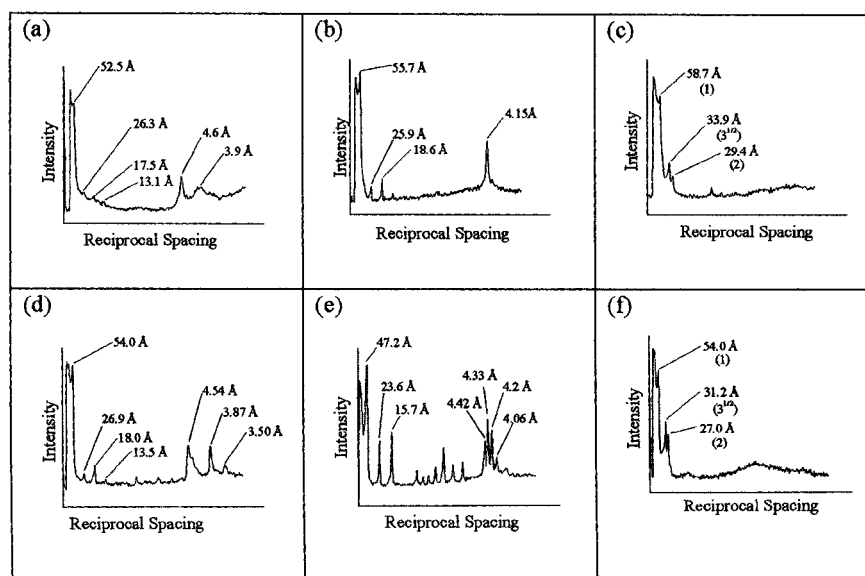 (a)
52.5 Å
26.3 Å
17.5 Å
13.1 Å
4.6 Å
3.9 Å
Intensity
Reciprocal Spacing
(b)
55.7 Å
25.9 Å
18.6 Å
4.15Å
Intensity
Reciprocal Spacing
(c)
58.7 Å
(1)
33.9 Å
(3^{1/2})
29.4 Å
(2)
Intensity
Reciprocal Spacing
(d)
54.0 Å
26.9 Å
18.0 Å
13.5 Å
4.54 Å
3.87 Å
3.50 Å
Intensity
Reciprocal Spacing
(e)
47.2 Å
23.6 Å
15.7 Å
4.33 Å
4.42 Å
4.2 Å
4.06 Å
Intensity
Reciprocal Spacing
(f)
54.0 Å
(1)
31.2 Å
(3^{1/2})
27.0 Å
(2)
Intensity
Reciprocal Spacing